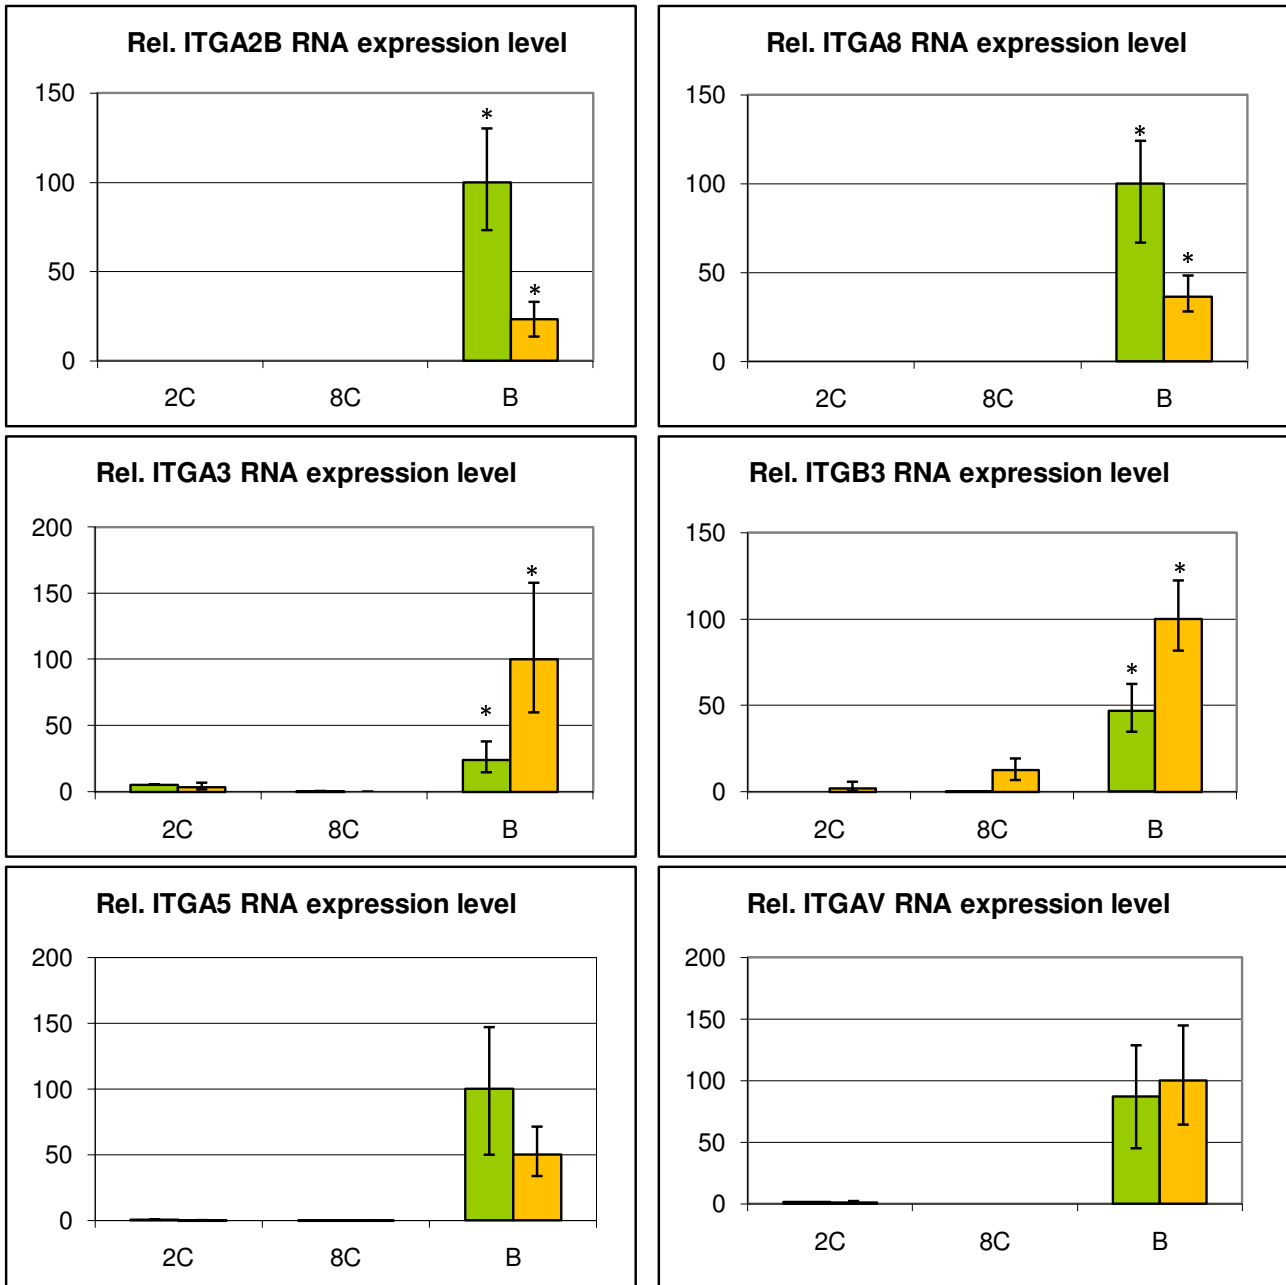 Rel. ITGA2B RNA expression level
150
100
50
0
*
*
2C 8C B
Rel. ITGA8 RNA expression level
150
100
50
0
*
*
2C 8C B
Rel. ITGA3 RNA expression level
200
150
100
50
0
*
*
2C 8C B
Rel. ITGB3 RNA expression level
150
100
50
0
*
*
2C 8C B
Rel. ITGA5 RNA expression level
200
150
100
50
0
2C 8C B
Rel. ITGAV RNA expression level
200
150
100
50
0
2C 8C B